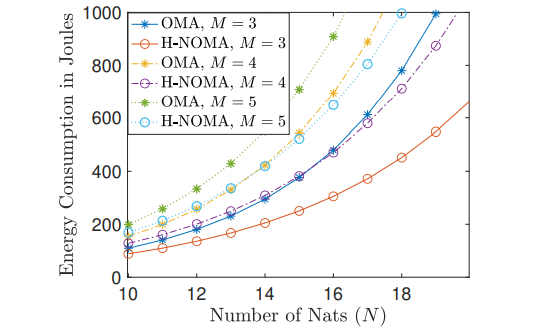 1000
800
600
400
200
0
Energy Consumption in Joules
OMA, M = 3
H-NOMA, M = 3
OMA, M = 4
H-NOMA, M = 4
OMA, M = 5
H-NOMA, M = 5
10 12 14 16 18
Number of Nats (N)